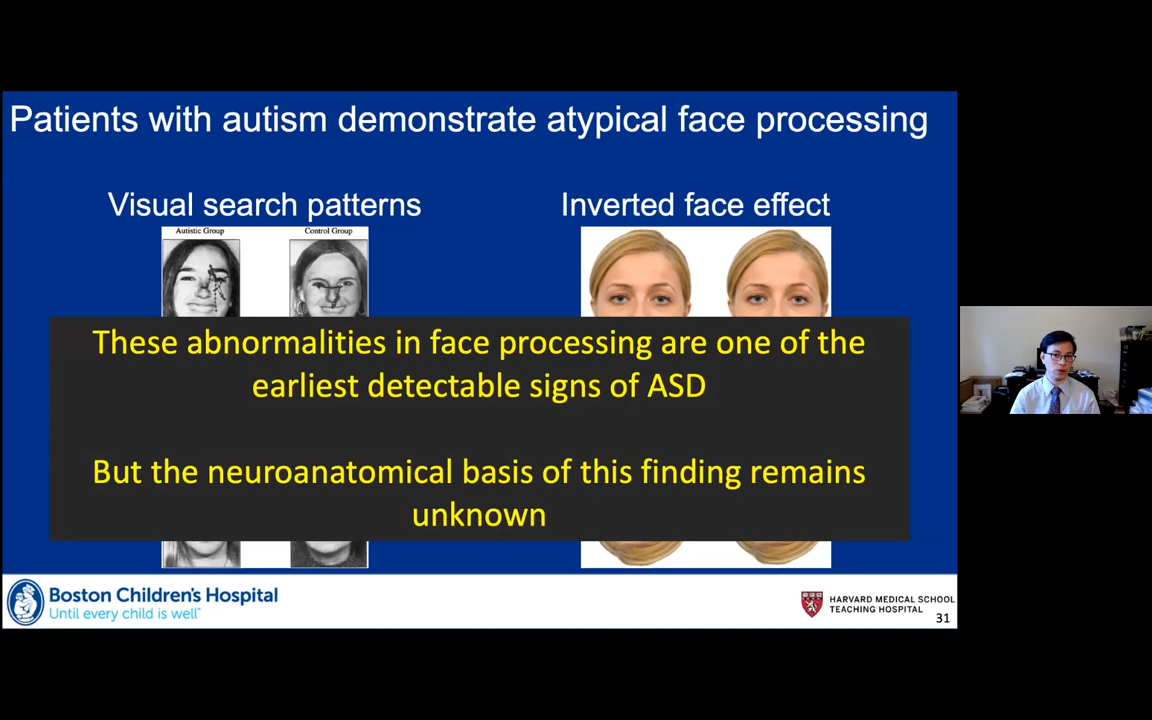 Patients with autism demonstrate atypical face processing
Visual search patterns
Inverted face effect
Autistic Group
Control Group
These abnormalities in face processing are one of the
earliest detectable signs of ASD
But the neuroanatomical basis of this finding remains
unknown
Boston Children's Hospital
Until every child is well™
HARVARD MEDICAL SCHOOL
TEACHING HOSPITAL
31